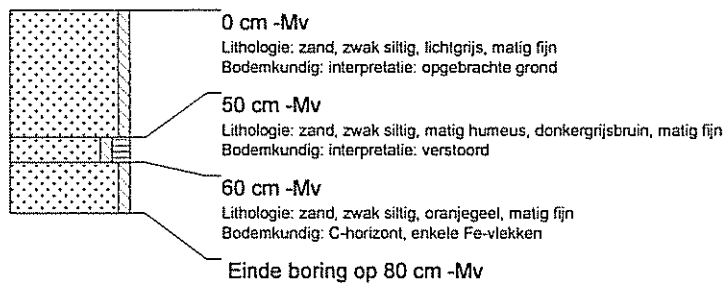 0 cm -Mv
Lithologie: zand, zwak siltig, lichtgrijs, matig fijn
Bodemkundig: interpretatie: opgebrachte grond
50 cm -Mv
Lithologie: zand, zwak siltig, matig humeus, donkergrijsbruin, matig fijn
Bodemkundig: interpretatie: verstoord
60 cm -Mv
Lithologie: zand, zwak siltig, oranjegeel, matig fijn
Bodemkundig: C-horizont, enkele Fe-vlekken
Einde boring op 80 cm -Mv